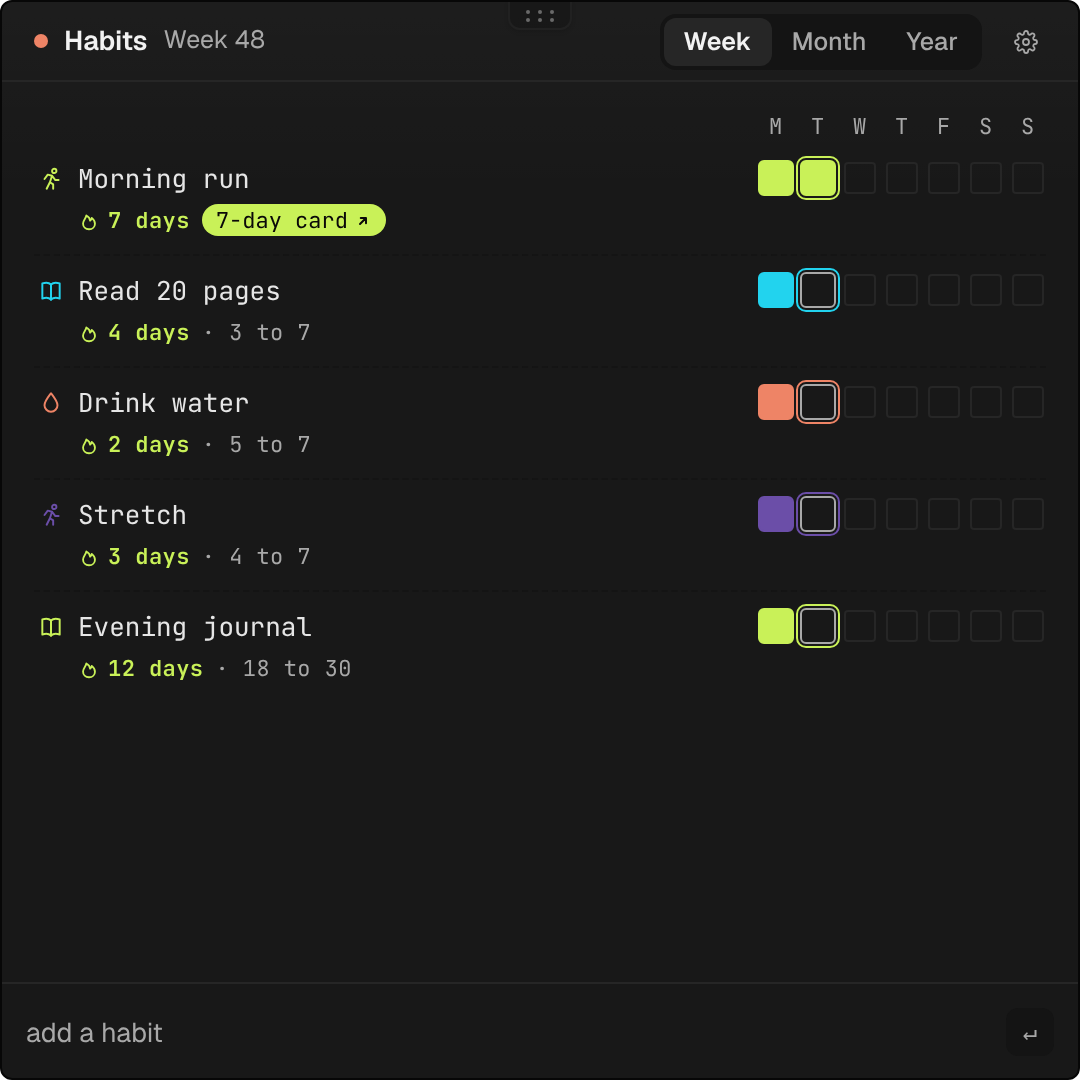 Habits Week 48 Week Month Year
M T W T F S S
Morning run
7 days 7-day card ↗
Read 20 pages
4 days · 3 to 7
Drink water
2 days · 5 to 7
Stretch
3 days · 4 to 7
Evening journal
12 days · 18 to 30
add a habit